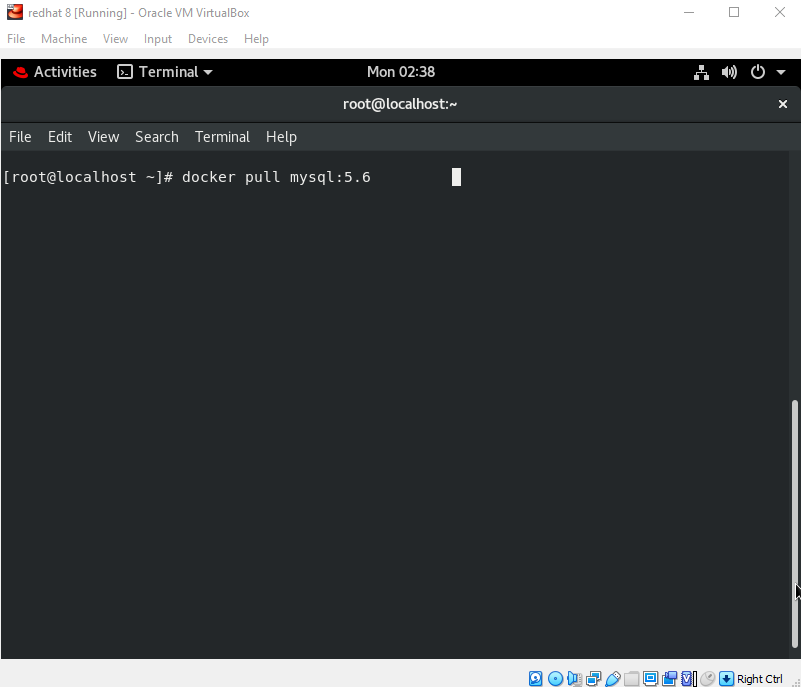 redhat 8 [Running] - Oracle VM VirtualBox
File Machine View Input Devices Help
Activities Terminal Mon 02:38
root@localhost:~
File Edit View Search Terminal Help
[root@localhost ~]# docker pull mysql:5.6
Right Ctrl